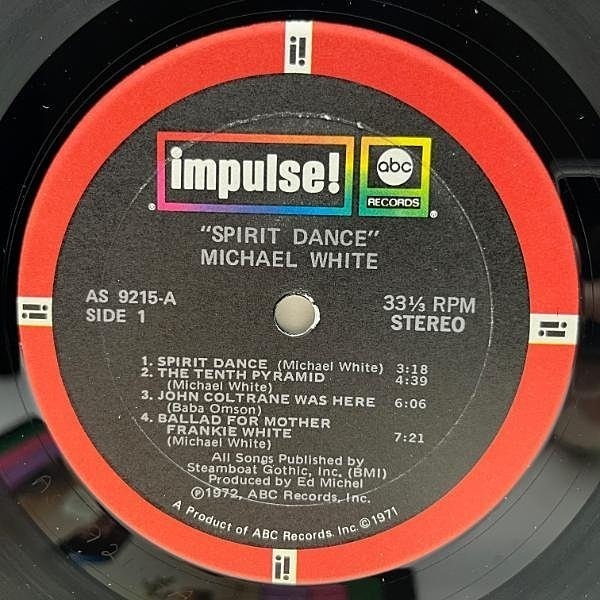 i!
impulse!
abc
RECORDS
®
®
"SPIRIT DANCE"
MICHAEL WHITE
AS 9215-A
SIDE 1
33⅓ RPM
STEREO
1. SPIRIT DANCE (Michael White) 3:18
2. THE TENTH PYRAMID 4:39
(Michael White)
3. JOHN COLTRANE WAS HERE 6:06
(Baba Omson)
4. BALLAD FOR MOTHER
FRANKIE WHITE 7:21
(Michael White)
All Songs Published by
Steamboat Gothic, Inc. (BMI)
Produced by Ed Michel
℗1972, ABC Records, Inc.
A Product of ABC Records, Inc. ©1971
i!
i!
i!